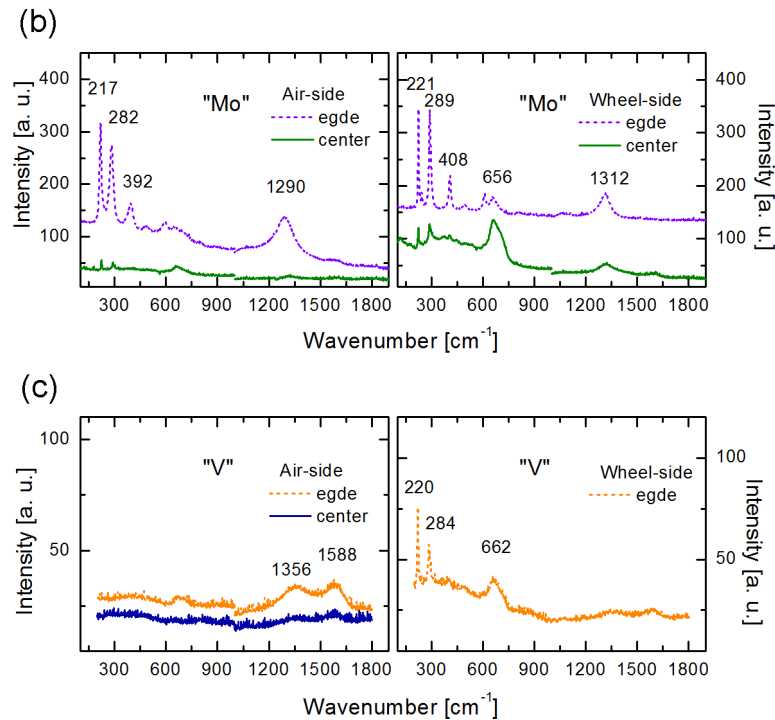 (b)
400
300
200
100
Intensity [a. u.]
217
282
392
1290
"Mo"
Air-side
egde
center
300 600 900 1200 1500 1800
221
289
408
656
1312
"Mo"
Wheel-side
egde
center
400
300
200
100
Intensity [a. u.]
300 600 900 1200 1500 1800
Wavenumber [cm-1]
(c)
100
50
Intensity [a. u.]
"V"
Air-side
egde
center
1356
1588
300 600 900 1200 1500 1800
"V"
Wheel-side
egde
220
284
662
100
50
Intensity [a. u.]
300 600 900 1200 1500 1800
Wavenumber [cm-1]